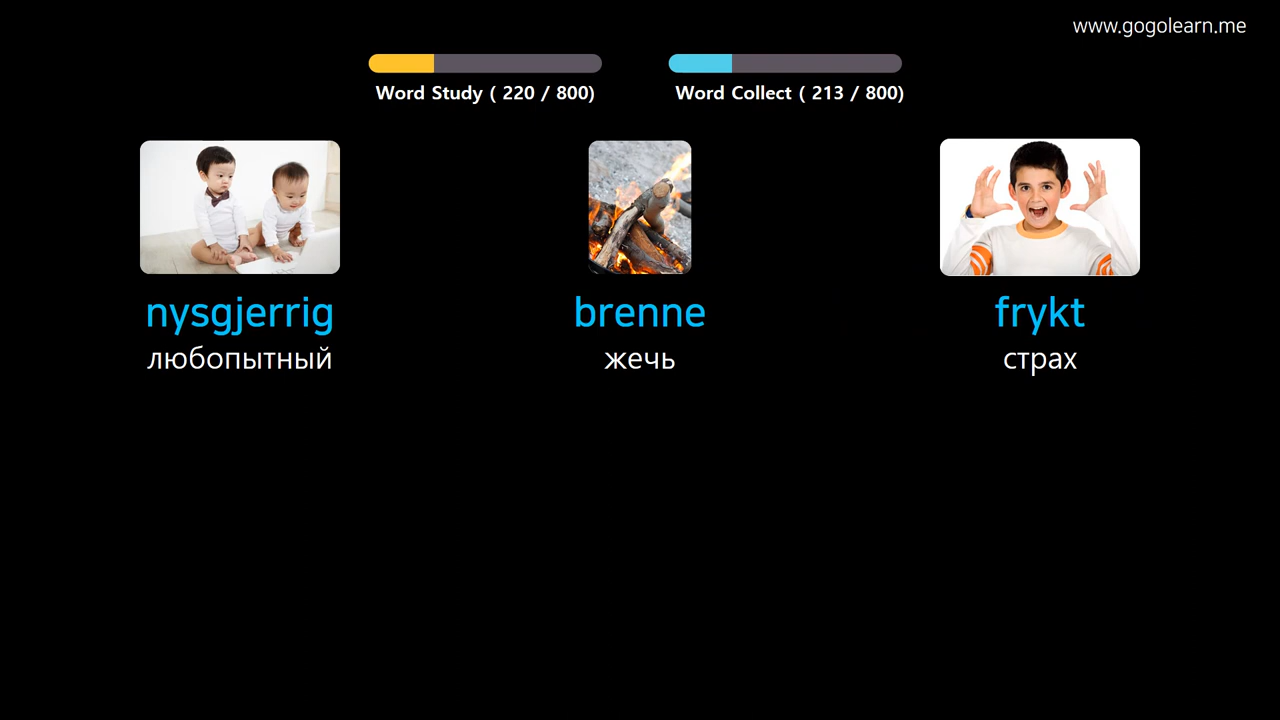 www.gogolearn.me
Word Study ( 220 / 800)
Word Collect ( 213 / 800)
nysgjerrig
любопытный
brenne
жечь
frykt
страх